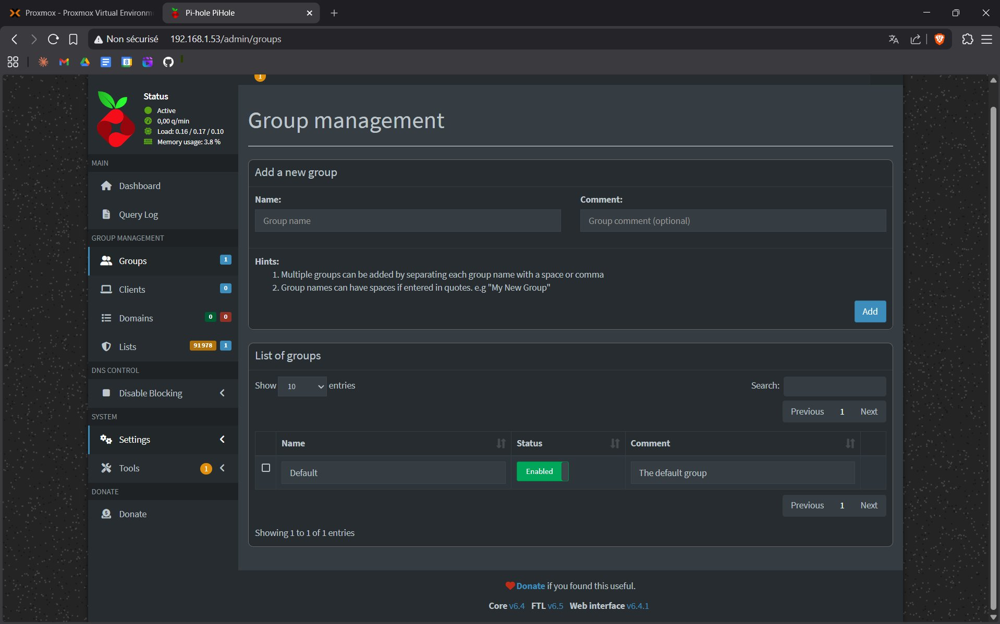 Proxmox - Proxmox Virtual Environm
Pi-hole PiHole
Non sécurisé 192.168.1.53/admin/groups
8
1
Status
Active
0,00 q/min
Load: 0.16 / 0.17 / 0.10
Memory usage: 3.8 %
MAIN
Dashboard
Query Log
GROUP MANAGEMENT
Groups 1
Clients 0
Domains 0 0
Lists 91978 1
DNS CONTROL
Disable Blocking
SYSTEM
Settings
Tools 1
DONATE
Donate
Group management
Add a new group
Name: Comment:
Group name Group comment (optional)
Hints:
1. Multiple groups can be added by separating each group name with a space or comma
2. Group names can have spaces if entered in quotes. e.g "My New Group"
Add
List of groups
Show 10 entries Search:
Previous 1 Next
Name Status Comment
Default Enabled The default group
Previous 1 Next
Showing 1 to 1 of 1 entries
Donate if you found this useful.
Core v6.4 FTL v6.5 Web interface v6.4.1